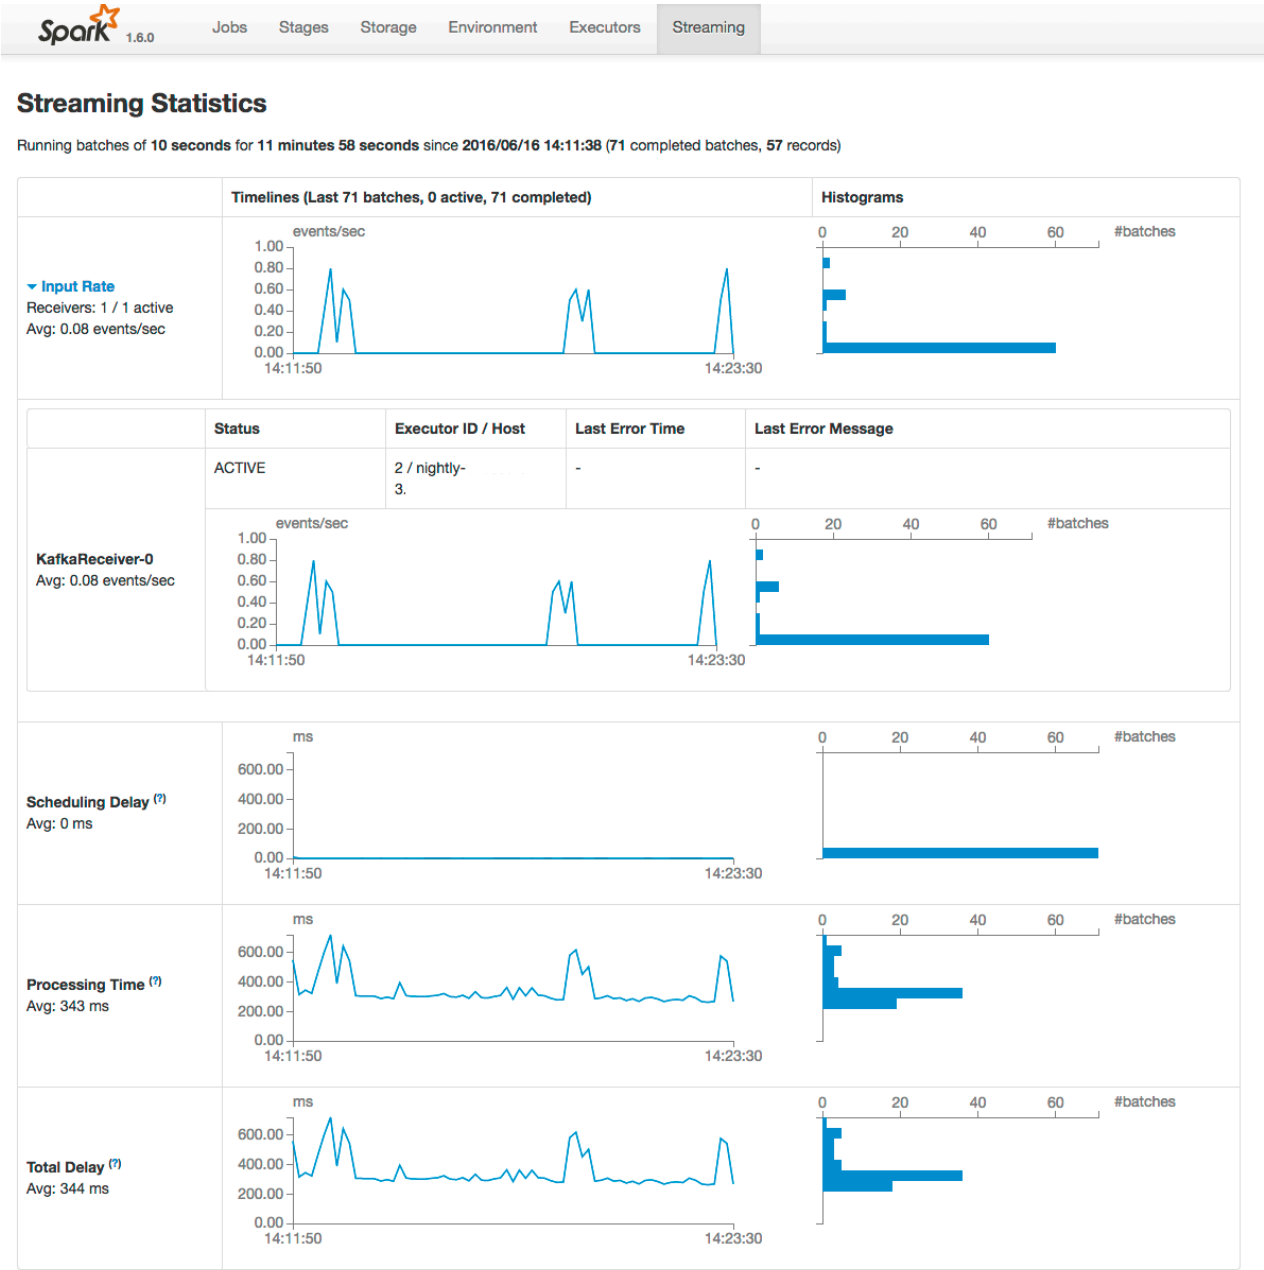 Spark 1.6.0 Jobs Stages Storage Environment Executors Streaming
Streaming Statistics
Running batches of 10 seconds for 11 minutes 58 seconds since 2016/06/16 14:11:38 (71 completed batches, 57 records)
Timelines (Last 71 batches, 0 active, 71 completed) Histograms
Input Rate
Receivers: 1 / 1 active
Avg: 0.08 events/sec
events/sec
1.00
0.80
0.60
0.40
0.20
0.00
14:11:50 14:23:30
0 20 40 60 #batches
Status Executor ID / Host Last Error Time Last Error Message
ACTIVE 2 / nightly- - -
3.
KafkaReceiver-0
Avg: 0.08 events/sec
events/sec
1.00
0.80
0.60
0.40
0.20
0.00
14:11:50 14:23:30
0 20 40 60 #batches
Scheduling Delay (?)
Avg: 0 ms
ms
600.00
400.00
200.00
0.00
14:11:50 14:23:30
0 20 40 60 #batches
Processing Time (?)
Avg: 343 ms
ms
600.00
400.00
200.00
0.00
14:11:50 14:23:30
0 20 40 60 #batches
Total Delay (?)
Avg: 344 ms
ms
600.00
400.00
200.00
0.00
14:11:50 14:23:30
0 20 40 60 #batches